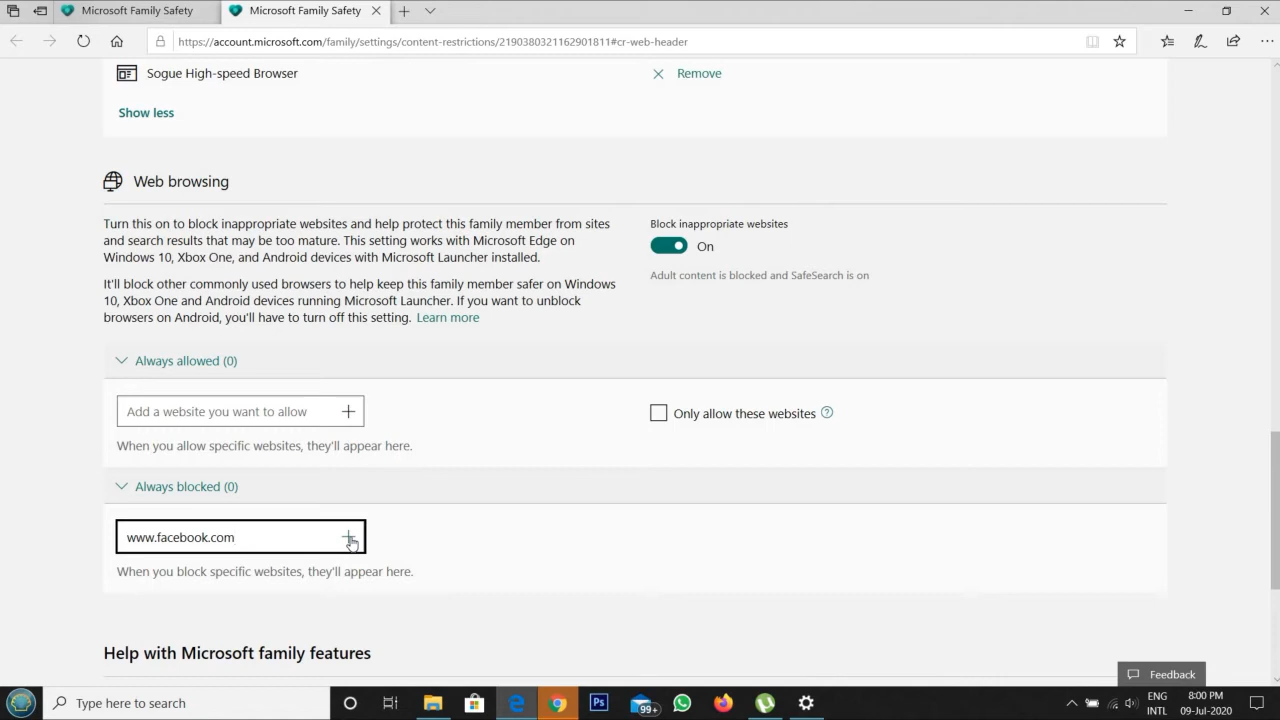 Microsoft Family Safety
Microsoft Family Safety
https://account.microsoft.com/family/settings/content-restrictions/2190380321162901811#cr-web-header
Sogue High-speed Browser
Remove
Show less
Web browsing
Turn this on to block inappropriate websites and help protect this family member from sites
and search results that may be too mature. This setting works with Microsoft Edge on
Windows 10, Xbox One, and Android devices with Microsoft Launcher installed.
Block inappropriate websites
On
Adult content is blocked and SafeSearch is on
It'll block other commonly used browsers to help keep this family member safer on Windows
10, Xbox One and Android devices running Microsoft Launcher. If you want to unblock
browsers on Android, you'll have to turn off this setting. Learn more
Always allowed (0)
Add a website you want to allow
Only allow these websites
When you allow specific websites, they'll appear here.
Always blocked (0)
www.facebook.com
When you block specific websites, they'll appear here.
Help with Microsoft family features
Feedback
Type here to search
Ps
99+
ENG
INTL
8:00 PM
09-Jul-2020